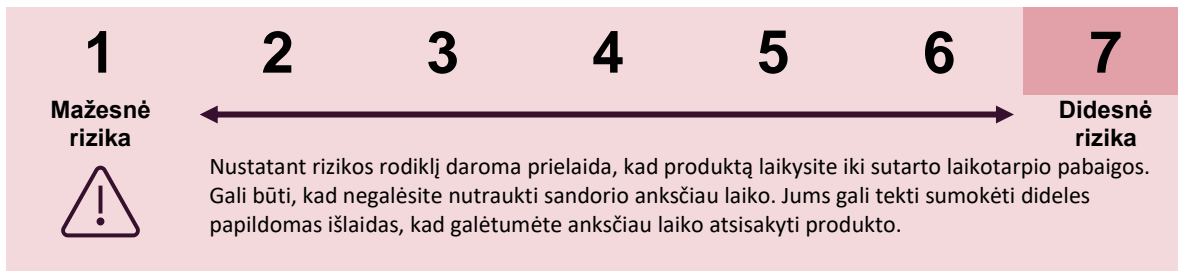 1 2 3 4 5 6 7
Mažesnė rizika
Didesnė rizika
Nustatant rizikos rodiklį daroma prielaida, kad produktą laikysite iki sutarto laikotarpio pabaigos.
Gali būti, kad negalėsite nutraukti sandorio anksčiau laiko. Jums gali tekti sumokėti dideles
papildomas išlaidas, kad galėtumėte anksčiau laiko atsisakyti produkto.